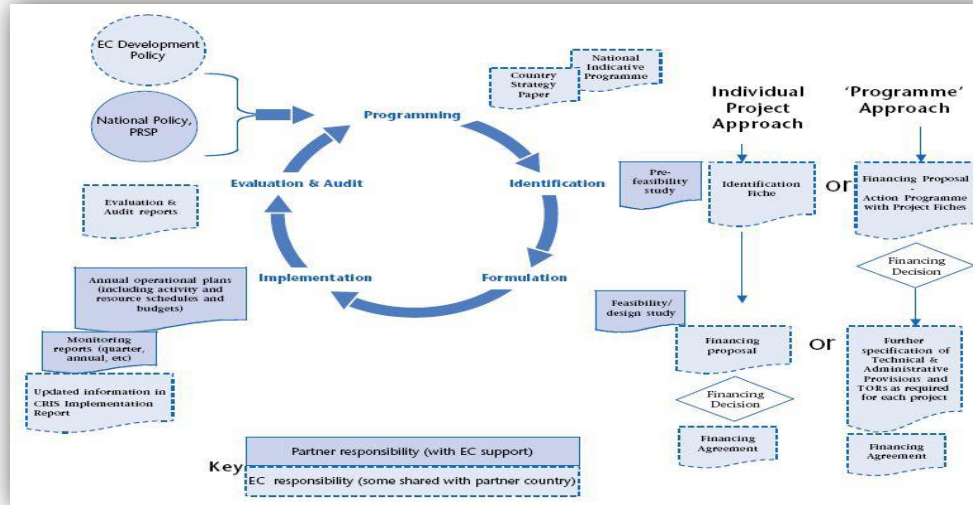 EC Development
Policy
National Policy,
PRSP
Programming
Country
Strategy
Paper
National
Indicative
Programme
Evaluation & Audit
Identification
Evaluation &
Audit reports
Implementation
Formulation
Annual operational plans
(including activity and
resource schedules and
budgets)
Monitoring
reports (quarter,
annual, etc)
Updated information in
CRIS Implementation
Report
Individual
Project
Approach
'Programme'
Approach
Pre-
feasibility
study
Identification
Fiche
or
Financing Proposal
-
Action Programme
with Project Fiches
Financing
Decision
Feasibility/
design study
Financing
proposal
or
Further
specification of
Technical &
Administrative
Provisions and
TORs as required
for each project
Financing
Decision
Financing
Agreement
Financing
Agreement
Key
Partner responsibility (with EC support)
EC responsibility (some shared with partner country)